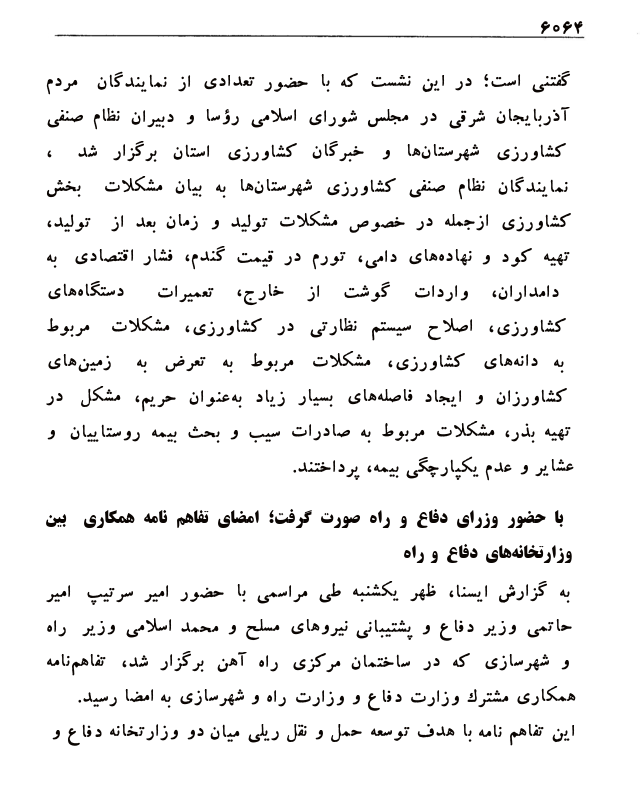 ۶۰۶۴
گفتنی است؛ در این نشست که با حضور تعدادی از نمایندگان مردم
آذربایجان شرقی در مجلس شورای اسلامی رؤسا و دبیران نظام صنفی
کشاورزی شهرستان‌ها و خبرگان کشاورزی استان برگزار شد ،
نمایندگان نظام صنفی کشاورزی شهرستان‌ها به بیان مشکلات بخش
کشاورزی ازجمله در خصوص مشکلات تولید و زمان بعد از تولید،
تهیه کود و نهاده‌های دامی، تورم در قیمت گندم، فشار اقتصادی به
دامداران، واردات گوشت از خارج، تعمیرات دستگاه‌های
کشاورزی، اصلاح سیستم نظارتی در کشاورزی، مشکلات مربوط
به دانه‌های کشاورزی، مشکلات مربوط به تعرض به زمین‌های
کشاورزان و ایجاد فاصله‌های بسیار زیاد به‌عنوان حریم، مشکل در
تهیه بذر، مشکلات مربوط به صادرات سیب و بحث بیمه روستاییان و
عشایر و عدم یکپارچگی بیمه، پرداختند.
با حضور وزرای دفاع و راه صورت گرفت؛ امضای تفاهم نامه همکاری بین
وزارتخانه‌های دفاع و راه
به گزارش ایسنا، ظهر یکشنبه طی مراسمی با حضور امیر سرتیپ امیر
حاتمی وزیر دفاع و پشتیبانی نیروهای مسلح و محمد اسلامی وزیر راه
و شهرسازی که در ساختمان مرکزی راه آهن برگزار شد، تفاهم‌نامه
همکاری مشترك وزارت دفاع و وزارت راه و شهرسازی به امضا رسید.
این تفاهم نامه با هدف توسعه حمل و نقل ریلی میان دو وزارتخانه دفاع و